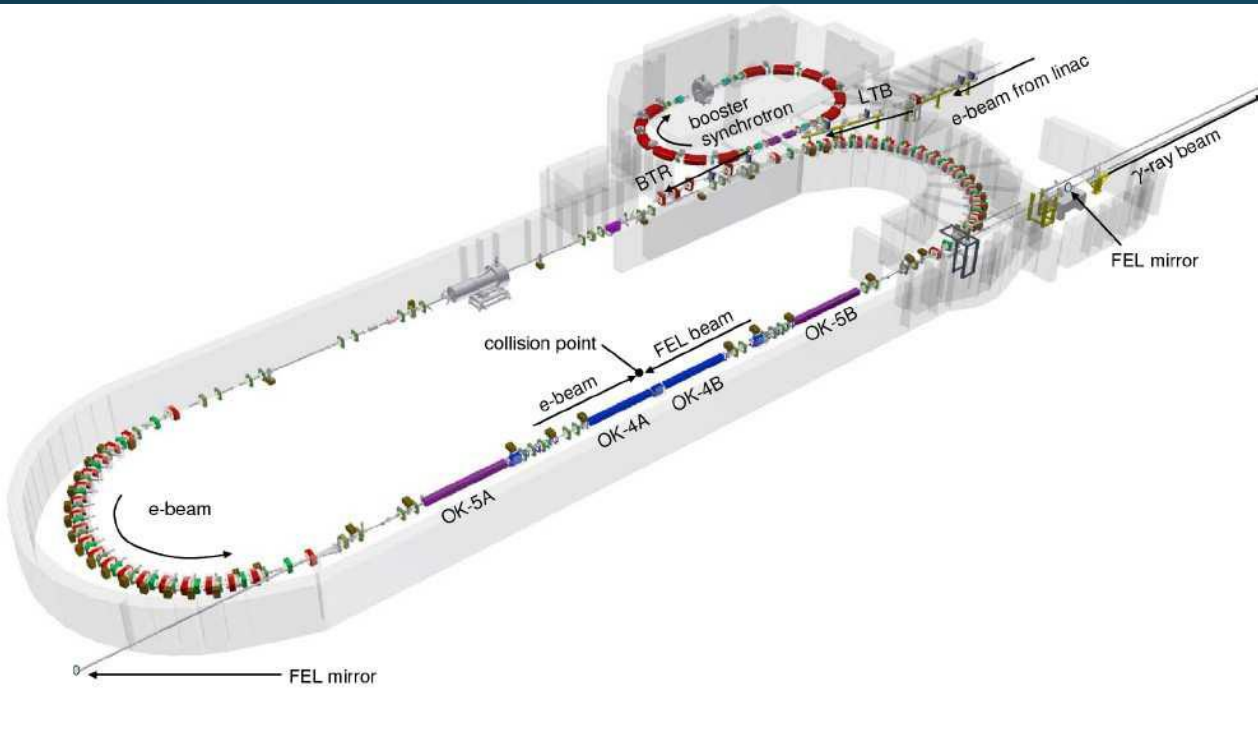 booster
synchrotron
LTB
e-beam from linac
BTR
γ-ray beam
FEL mirror
FEL beam
OK-5B
collision point
e-beam
OK-4B
OK-4A
OK-5A
e-beam
FEL mirror